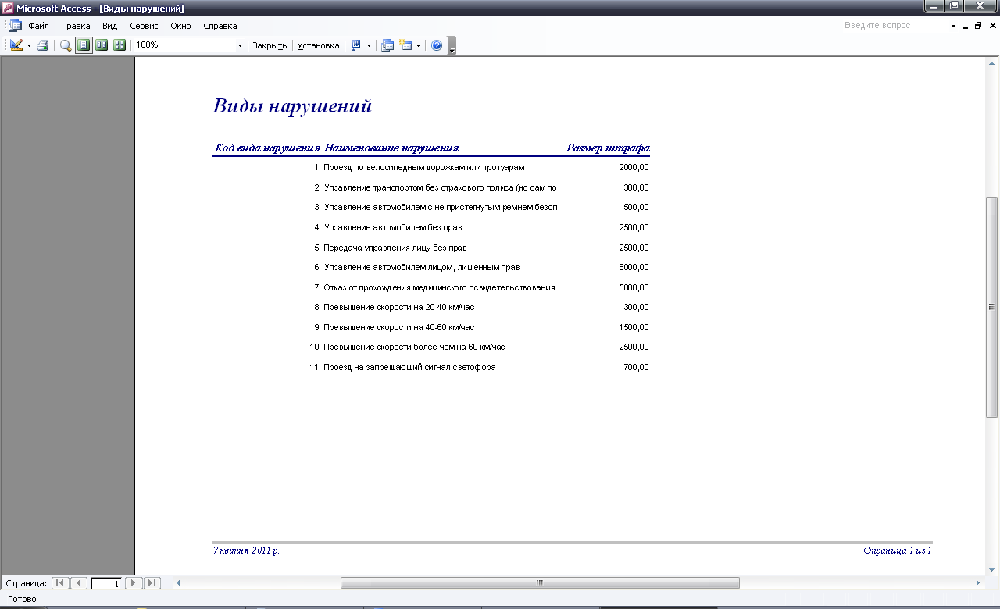 Microsoft Access - [Виды нарушений]
Файл Правка Вид Сервис Окно Справка Введите вопрос
100% Закрыть Установка
Виды нарушений
Код вида нарушения Наименование нарушения Размер штрафа
1 Проезд по велосипедным дорожкам или тротуарам 2000,00
2 Управление транспортом без страхового полиса (но сам по 300,00
3 Управление автомобилем с не пристегнутым ремнем безоп 500,00
4 Управление автомобилем без прав 2500,00
5 Передача управления лицу без прав 2500,00
6 Управление автомобилем лицом, лишенным прав 5000,00
7 Отказ от прохождения медицинского освидетельствования 5000,00
8 Превышение скорости на 20-40 км/час 300,00
9 Превышение скорости на 40-60 км/час 1500,00
10 Превышение скорости более чем на 60 км/час 2500,00
11 Проезд на запрещающий сигнал светофора 700,00
7 квітня 2011 р. Страница 1 из 1
Страница: 1
Готово